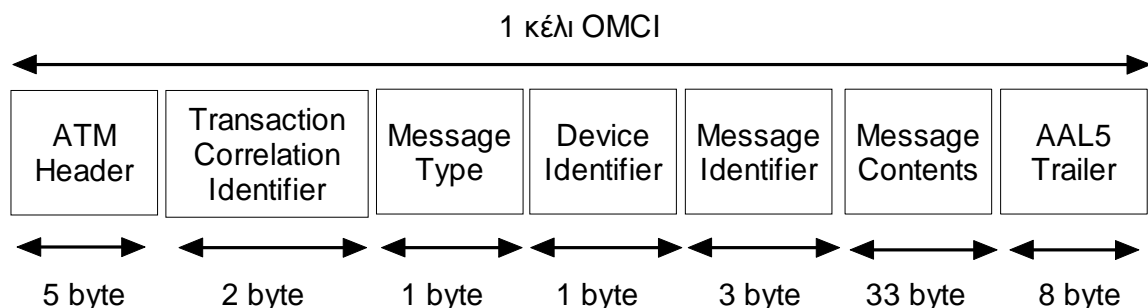 1 κέλι OMCI
ATM
Header
Transaction
Correlation
Identifier
Message
Type
Device
Identifier
Message
Identifier
Message
Contents
AAL5
Trailer
5 byte
2 byte
1 byte
1 byte
3 byte
33 byte
8 byte